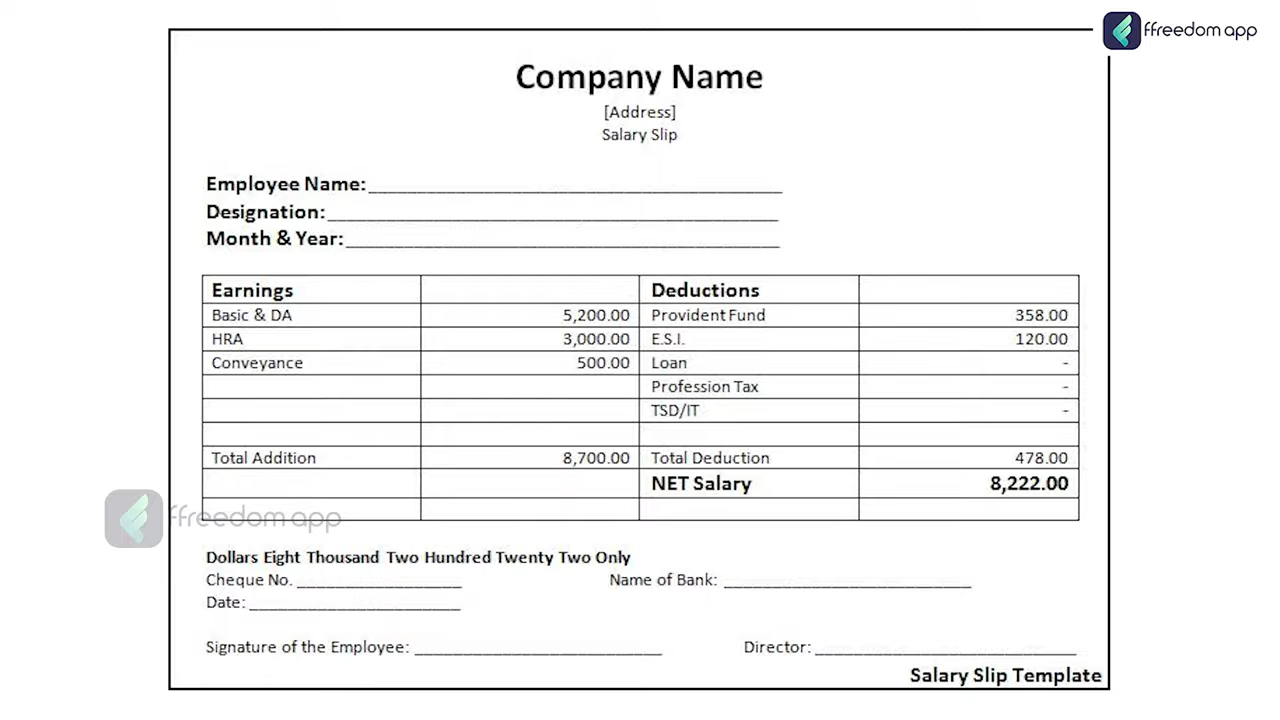 ffreedom app
Company Name
[Address]
Salary Slip
Employee Name:
Designation:
Month & Year:
Earnings Deductions
Basic & DA 5,200.00 Provident Fund 358.00
HRA 3,000.00 E.S.I. 120.00
Conveyance 500.00 Loan -
Profession Tax -
TSD/IT -
Total Addition 8,700.00 Total Deduction 478.00
NET Salary 8,222.00
ffreedom app
Dollars Eight Thousand Two Hundred Twenty Two Only
Cheque No. Name of Bank:
Date:
Signature of the Employee: Director:
Salary Slip Template